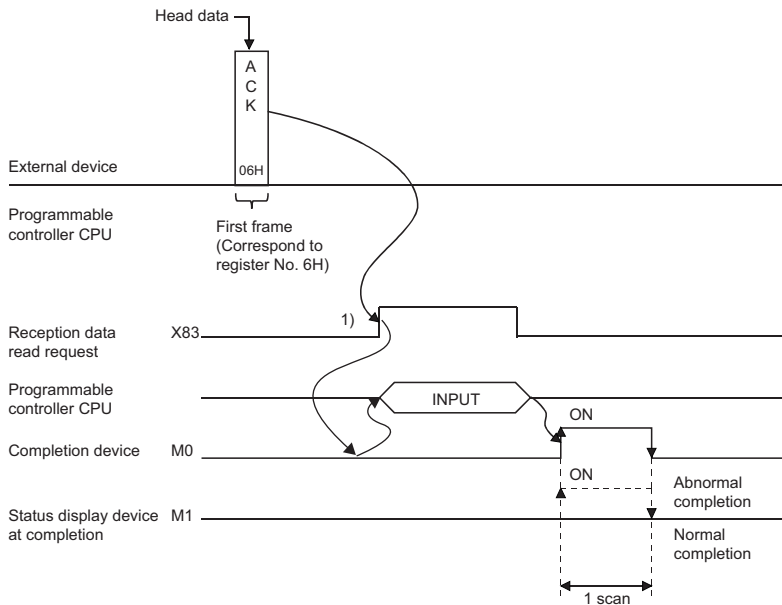 Head data
A
C
K
06H
External device
Programmable
controller CPU
First frame
(Correspond to
register No. 6H)
1)
Reception data
read request
X83
Programmable
controller CPU
INPUT
ON
Completion device
M0
ON
Abnormal
completion
Status display device
at completion
M1
Normal
completion
1 scan